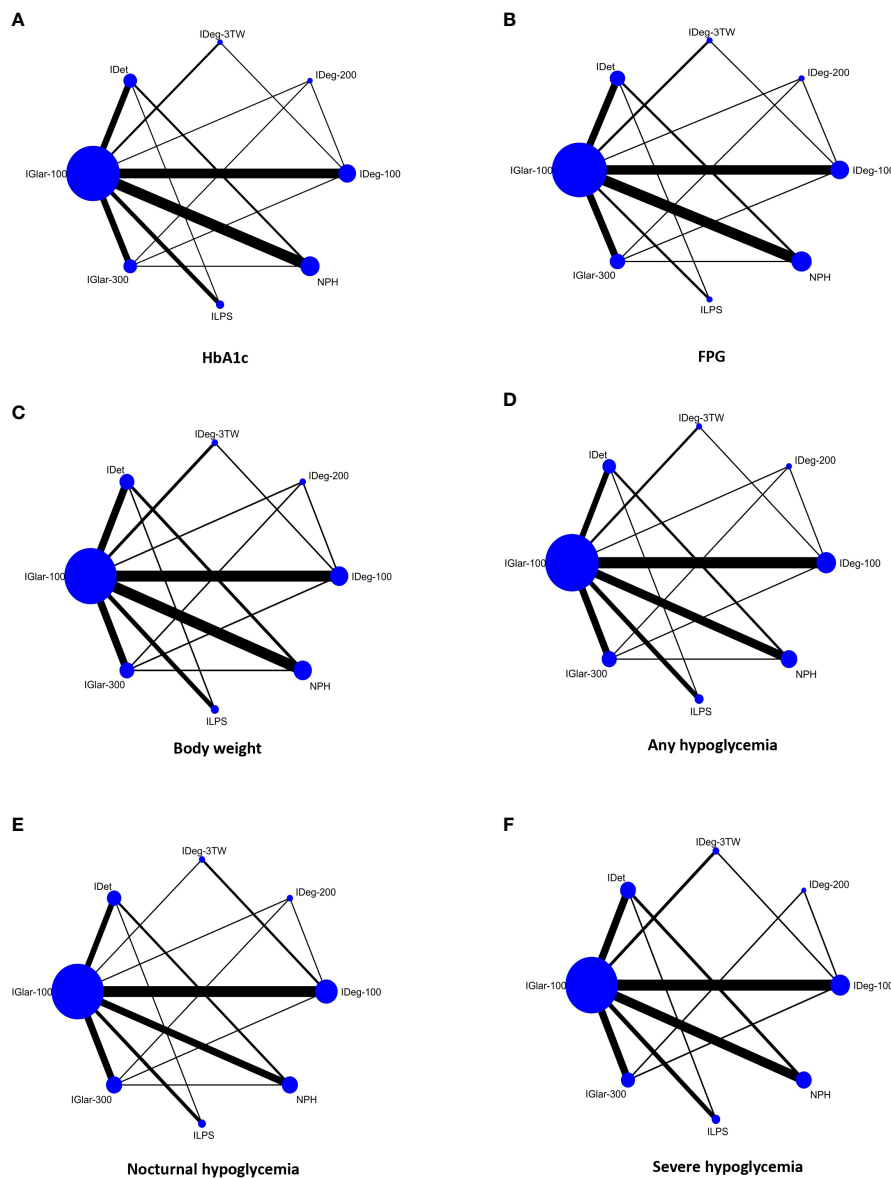 A
IDeg-3TW
IDet
IDeg-200
IGlar-100
IDeg-100
IGlar-300
NPH
ILPS
HbA1c
B
IDeg-3TW
IDet
IDeg-200
IGlar-100
IDeg-100
IGlar-300
NPH
ILPS
FPG
C
IDeg-3TW
IDet
IDeg-200
IGlar-100
IDeg-100
IGlar-300
NPH
ILPS
Body weight
D
IDeg-3TW
IDet
IDeg-200
IGlar-100
IDeg-100
IGlar-300
NPH
ILPS
Any hypoglycemia
E
IDeg-3TW
IDet
IDeg-200
IGlar-100
IDeg-100
IGlar-300
NPH
ILPS
Nocturnal hypoglycemia
F
IDeg-3TW
IDet
IDeg-200
IGlar-100
IDeg-100
IGlar-300
NPH
ILPS
Severe hypoglycemia